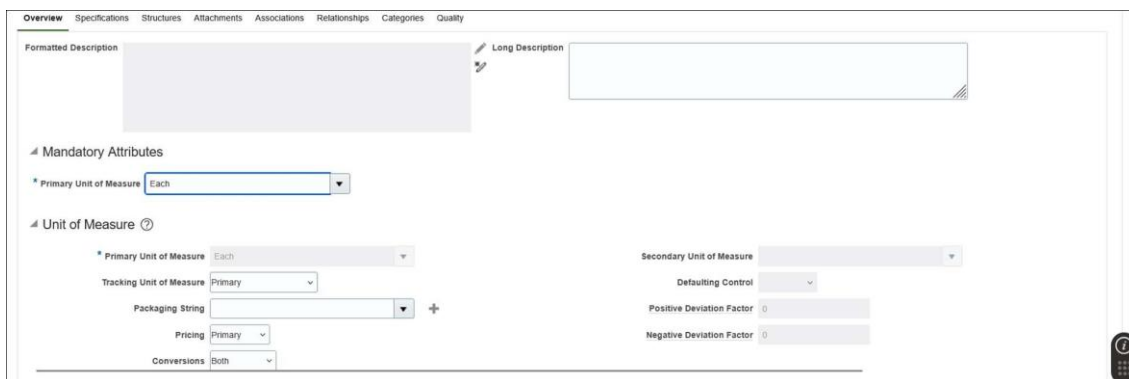 Overview Specifications Structures Attachments Associations Relationships Categories Quality
Formatted Description Long Description
Mandatory Attributes
* Primary Unit of Measure Each
Unit of Measure ?
* Primary Unit of Measure Each Secondary Unit of Measure
Tracking Unit of Measure Primary Defaulting Control
Packaging String Positive Deviation Factor 0
Pricing Primary Negative Deviation Factor 0
Conversions Both